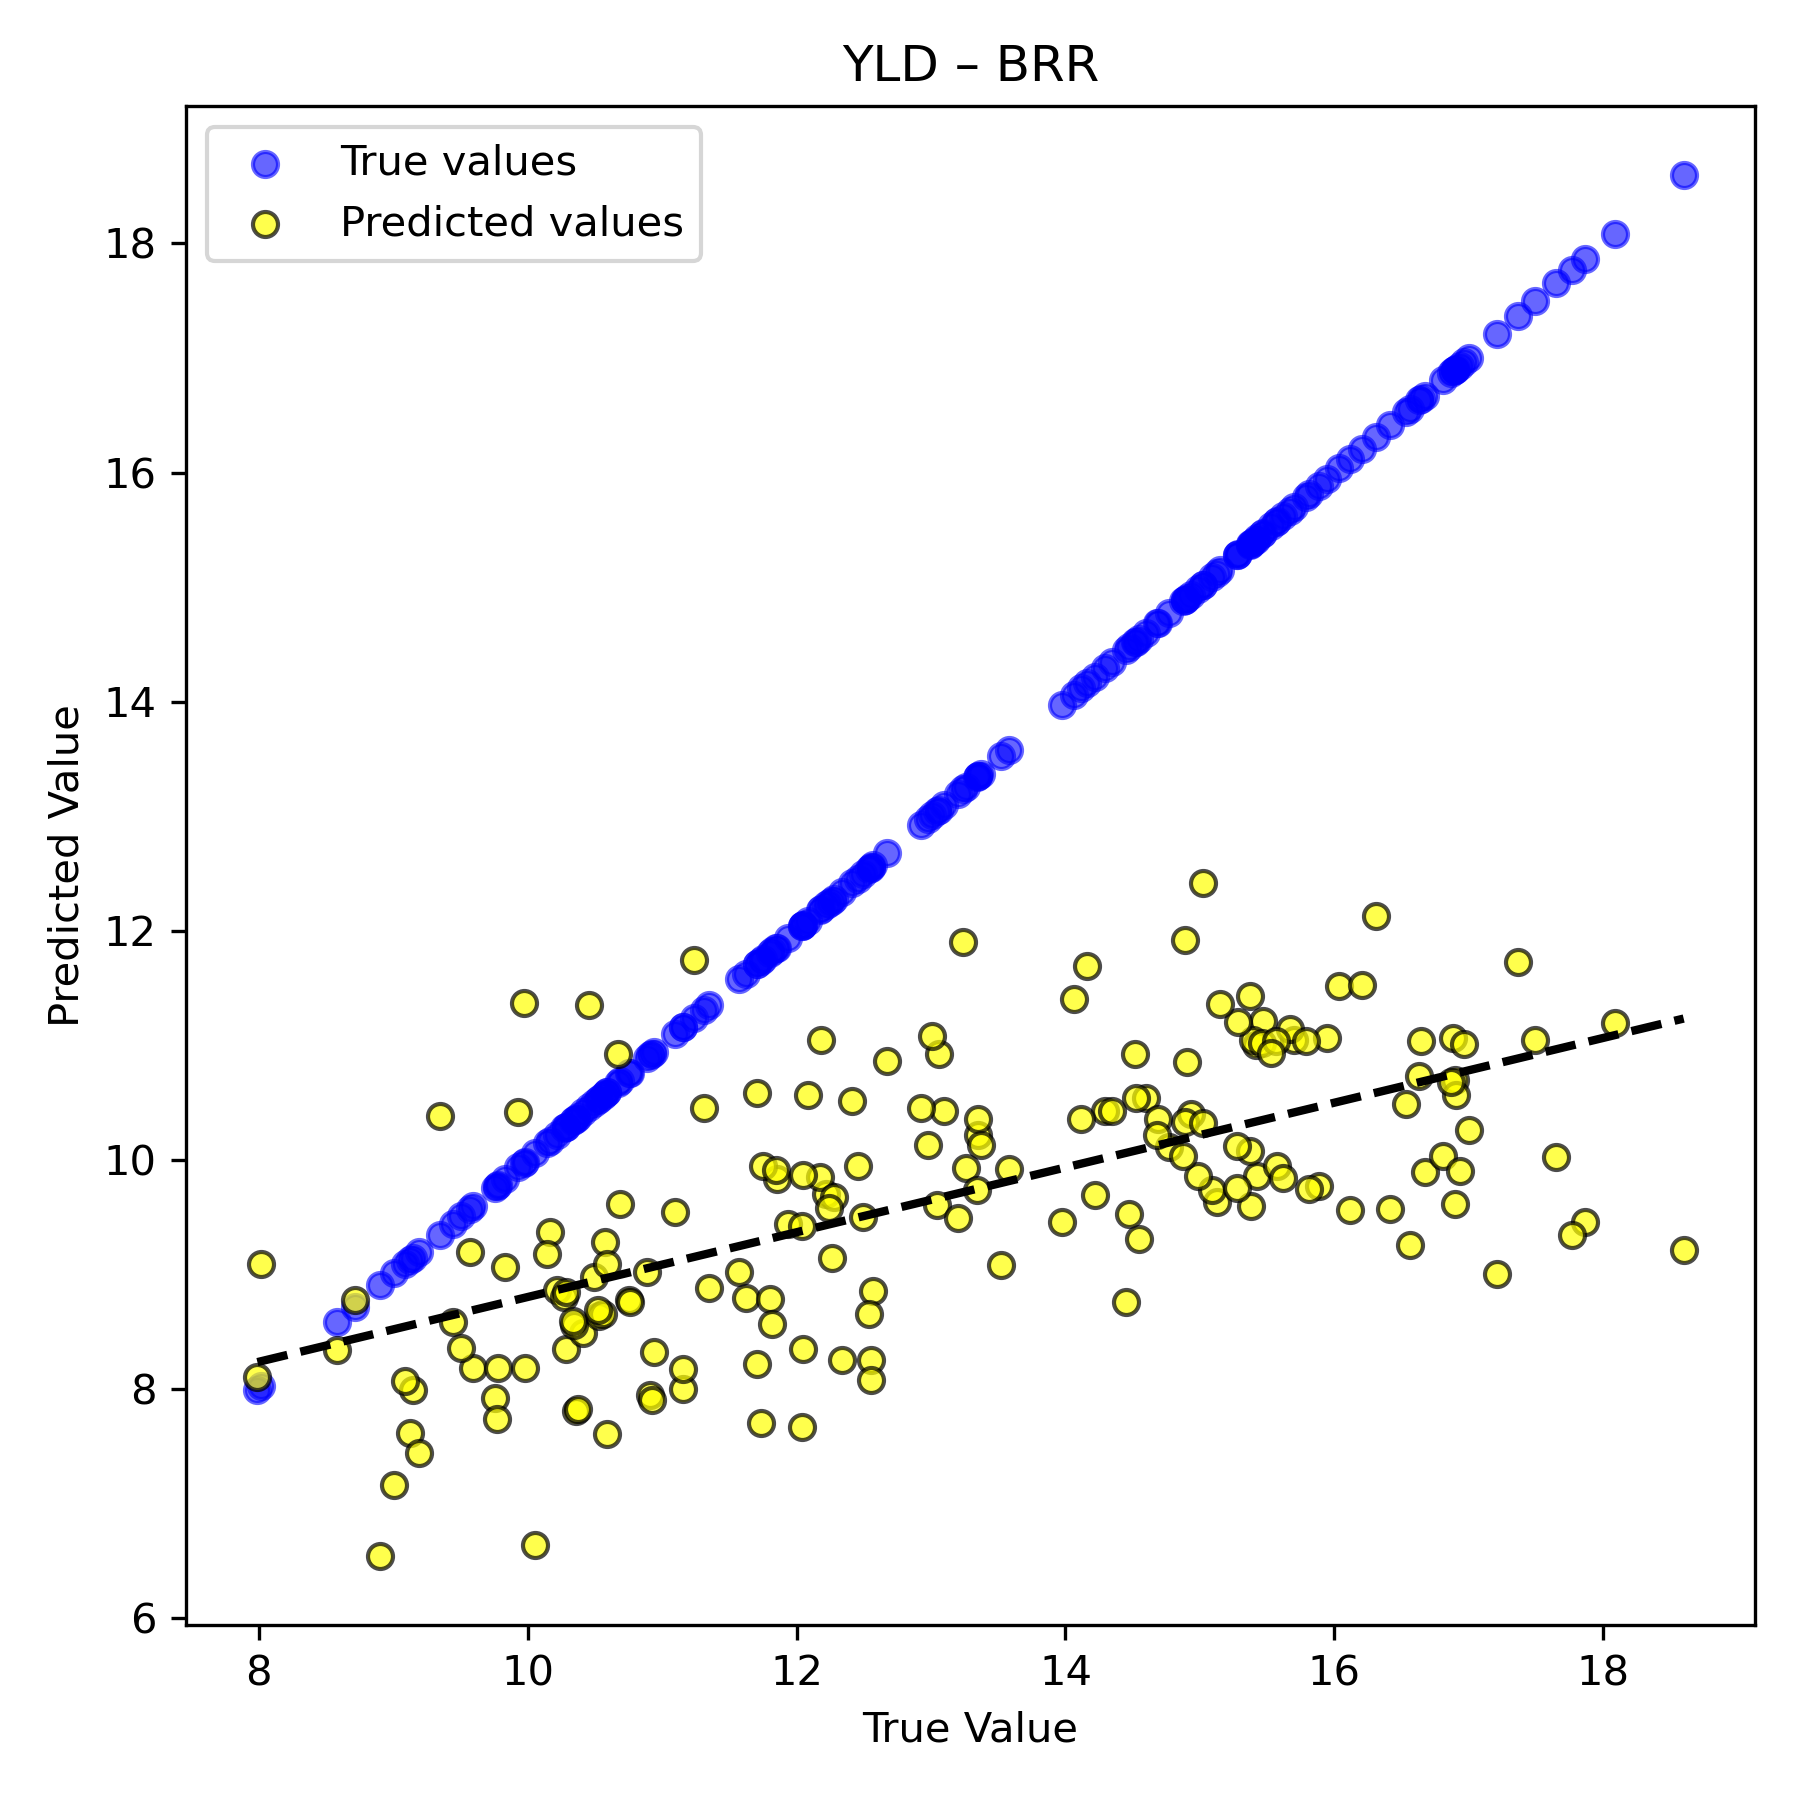 YLD – BRR
True values
Predicted values
18
16
14
12
10
8
6
Predicted Value
8 10 12 14 16 18
True Value